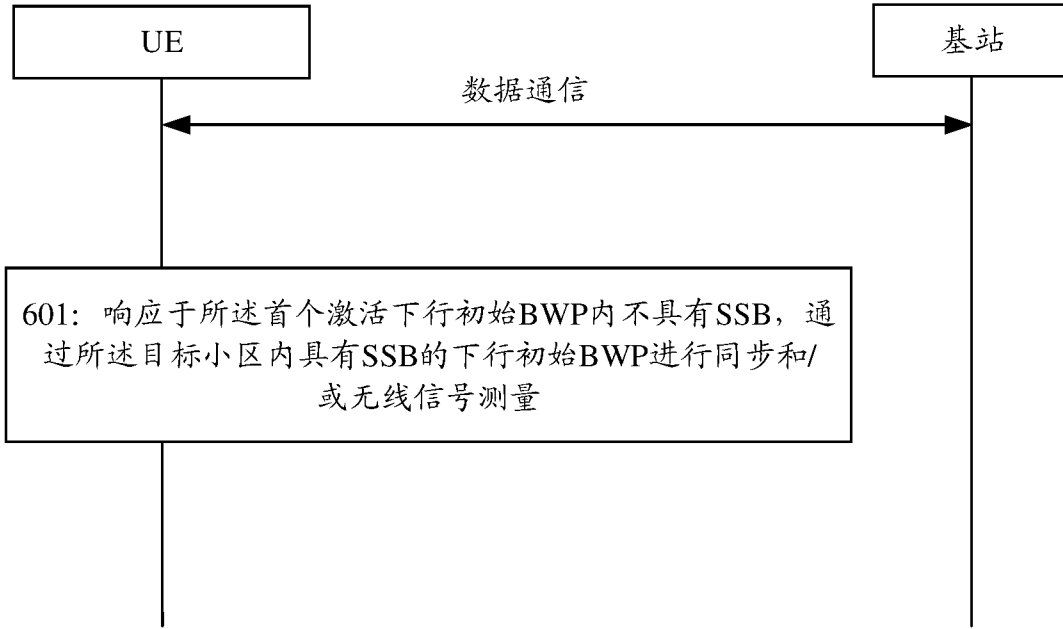 UE
基站
数据通信
601：响应于所述首个激活下行初始BWP内不具有SSB，通
过所述目标小区内具有SSB的下行初始BWP进行同步和/
或无线信号测量